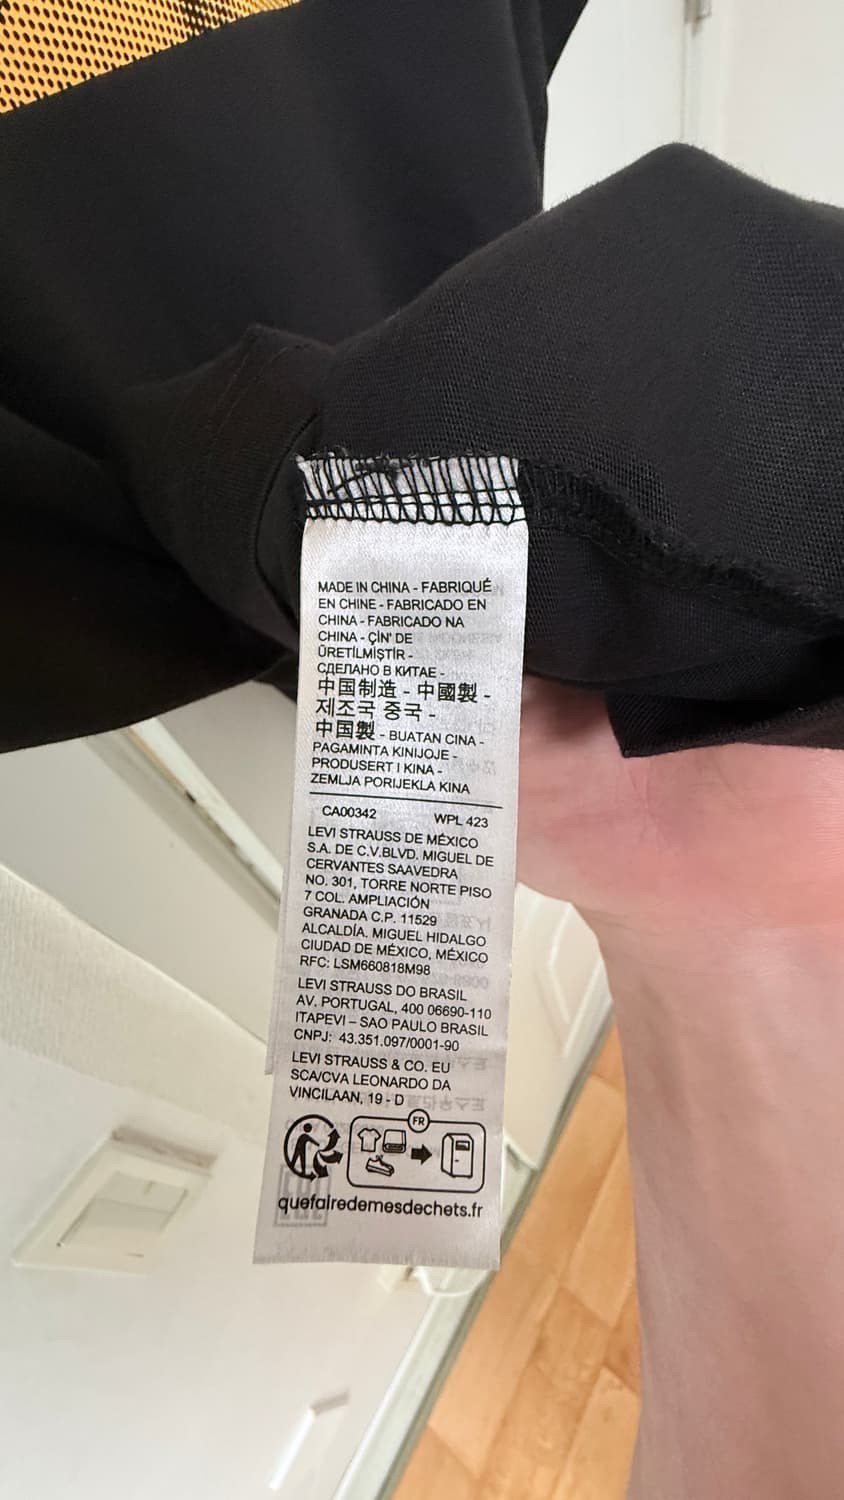 MADE IN CHINA - FABRIQUÉ
EN CHINE - FABRICADO EN
CHINA - FABRICADO NA
CHINA - ÇİN' DE
ÜRETİLMİŞTİR -
СДЕЛАНО В КИТАЕ -
中国制造 - 中國製 -
제조국 중국 -
中国製 - BUATAN CINA -
PAGAMINTA KINIJOJE -
PRODUSERT I KINA -
ZEMLJA PORIJEKLA KINA
CA00342 WPL 423
LEVI STRAUSS DE MÉXICO
S.A. DE C.V.BLVD. MIGUEL DE
CERVANTES SAAVEDRA
NO. 301, TORRE NORTE PISO
7 COL. AMPLIACIÓN
GRANADA C.P. 11529
ALCALDÍA. MIGUEL HIDALGO
CIUDAD DE MÉXICO, MÉXICO
RFC: LSM660818M98
LEVI STRAUSS DO BRASIL
AV. PORTUGAL, 400 06690-110
ITAPEVI – SAO PAULO BRASIL
CNPJ: 43.351.097/0001-90
LEVI STRAUSS & CO. EU
SCA/CVA LEONARDO DA
VINCILAAN, 19 - D
FR
quefairedemesdechets.fr